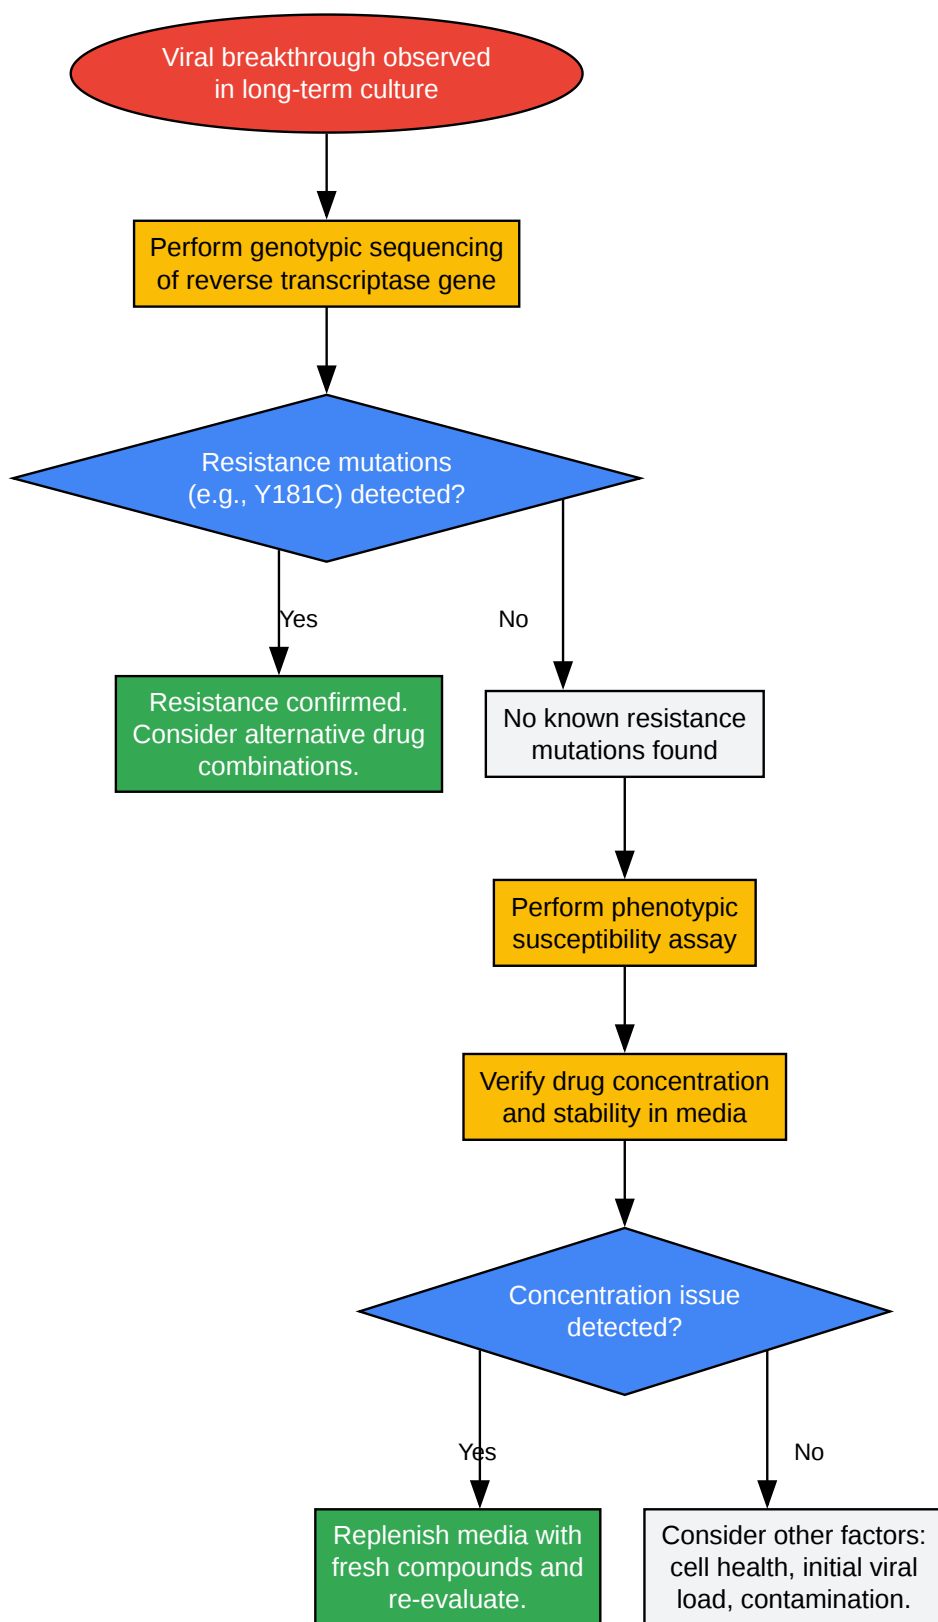 Viral breakthrough observed
in long-term culture
Perform genotypic sequencing
of reverse transcriptase gene
Resistance mutations
(e.g., Y181C) detected?
Yes
No
Resistance confirmed.
Consider alternative drug
combinations.
No known resistance
mutations found
Perform phenotypic
susceptibility assay
Verify drug concentration
and stability in media
Concentration issue
detected?
Yes
No
Replenish media with
fresh compounds and
re-evaluate.
Consider other factors:
cell health, initial viral
load, contamination.